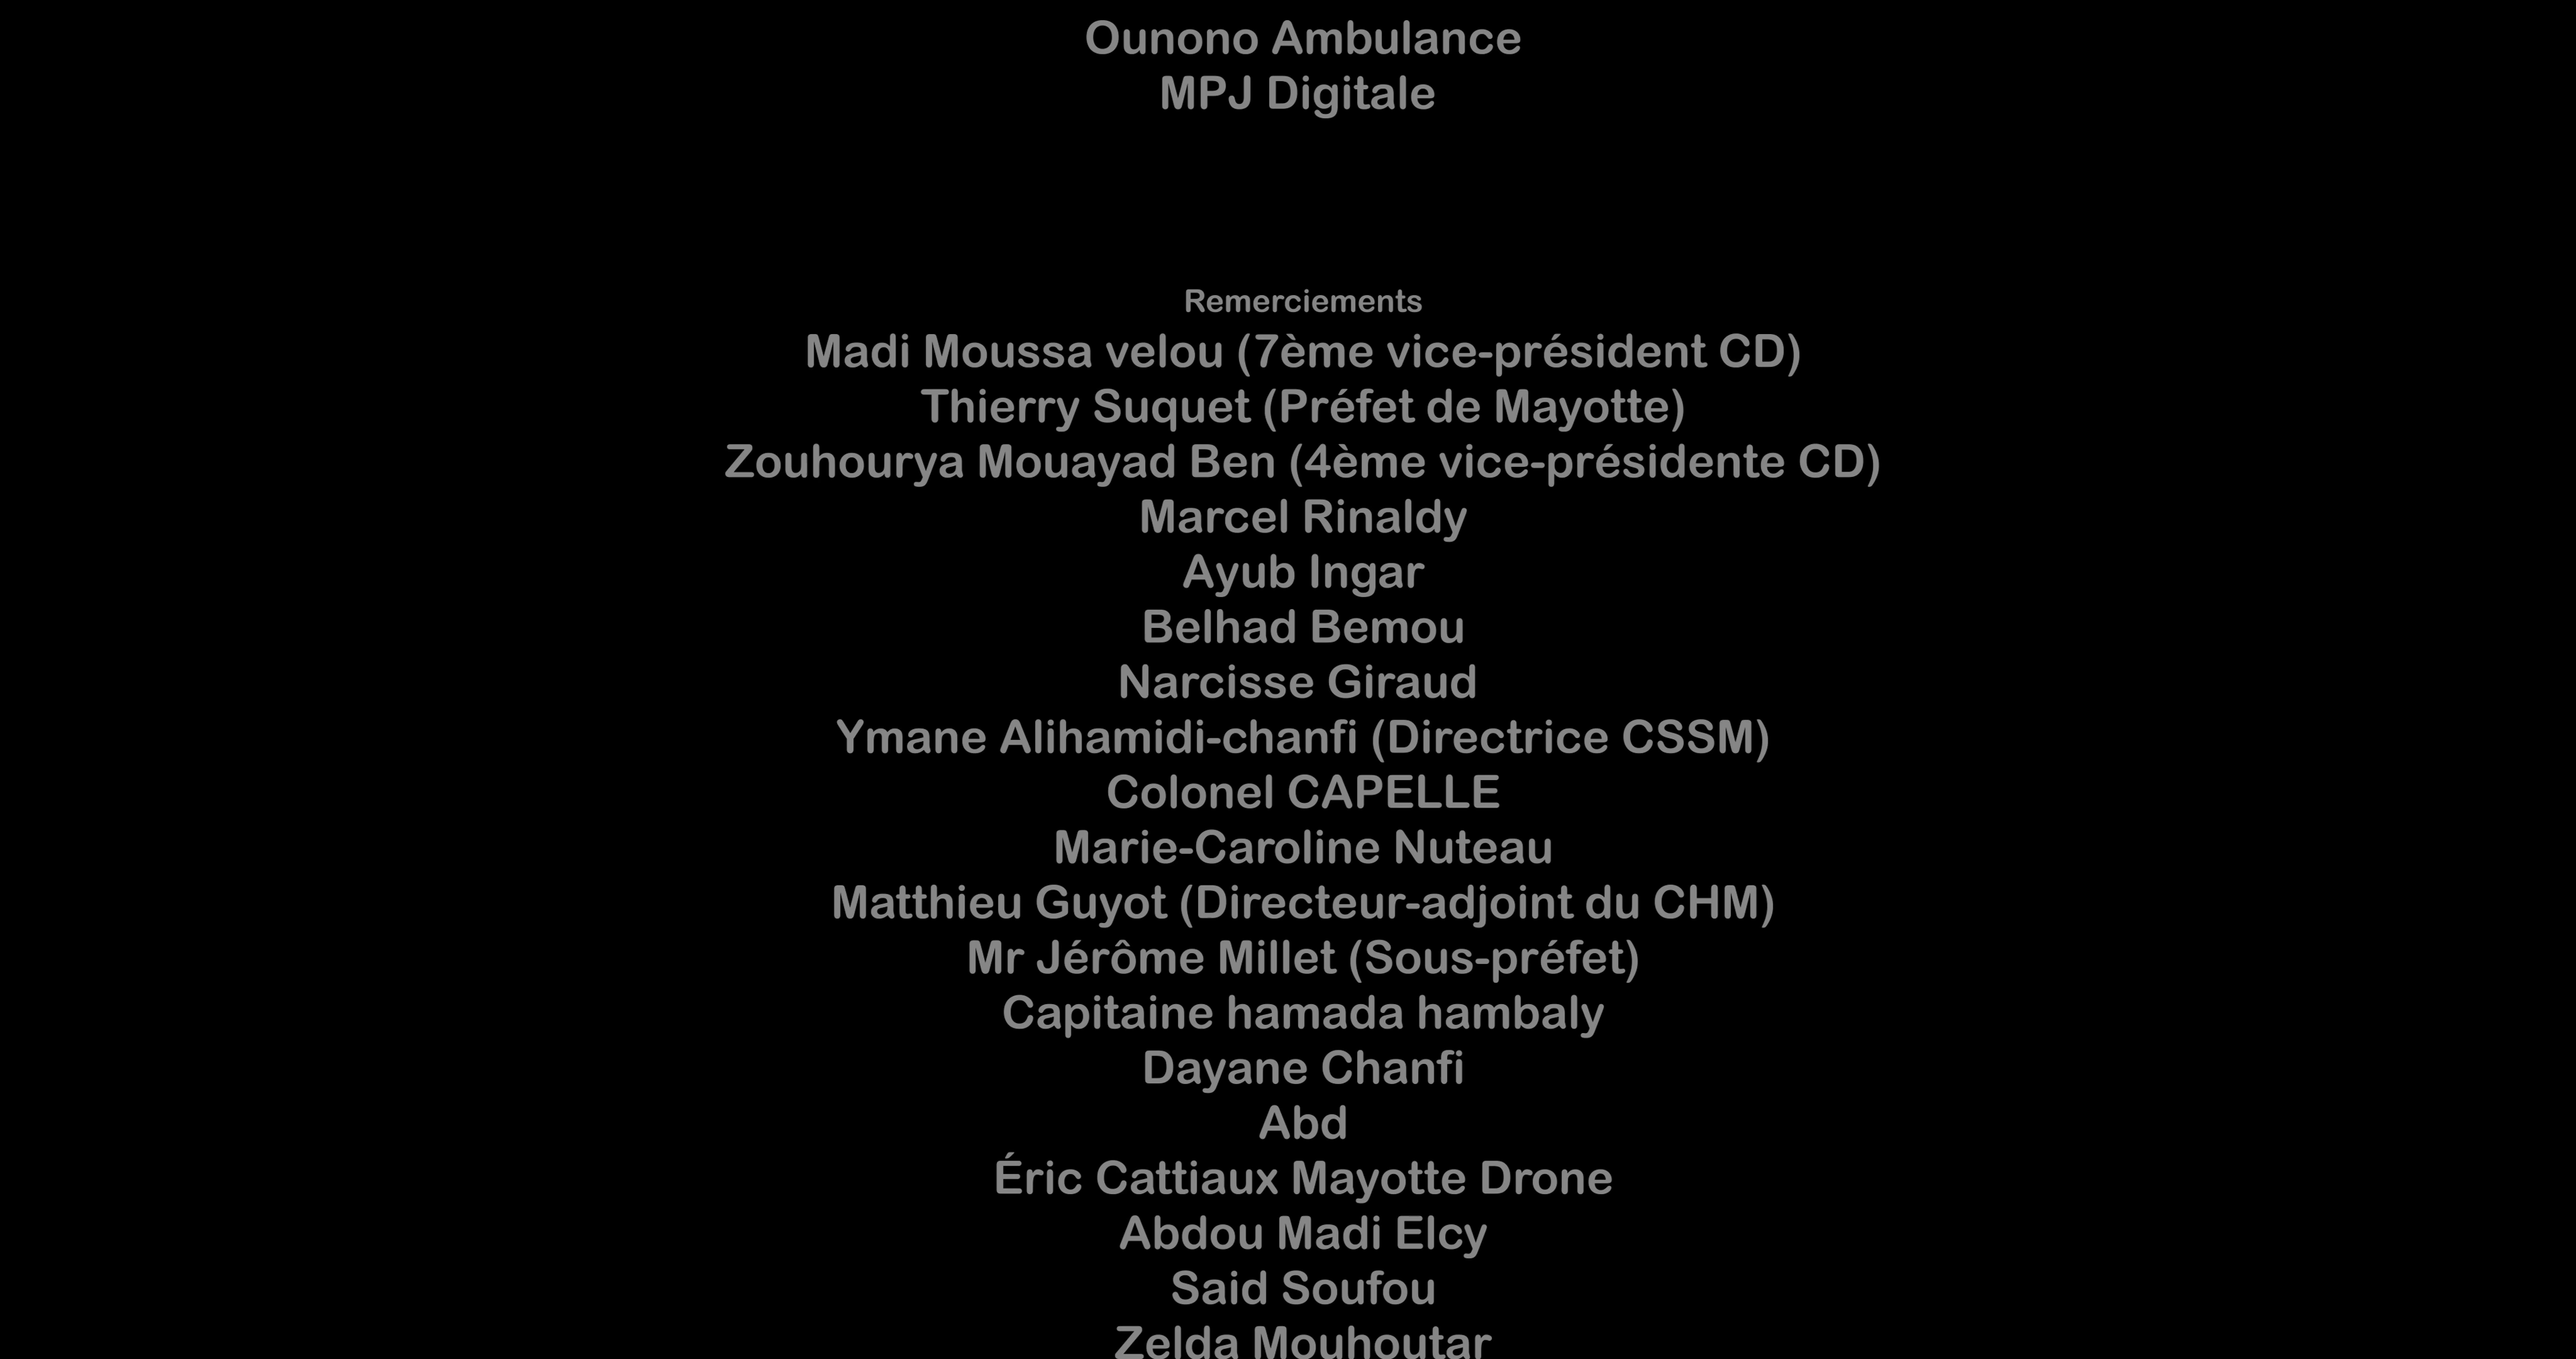 Ounono Ambulance
MPJ Digitale
Remerciements
Madi Moussa velou (7ème vice-président CD)
Thierry Suquet (Préfet de Mayotte)
Zouhourya Mouayad Ben (4ème vice-présidente CD)
Marcel Rinaldy
Ayub Ingar
Belhad Bemou
Narcisse Giraud
Ymane Alihamidi-chanfi (Directrice CSSM)
Colonel CAPELLE
Marie-Caroline Nuteau
Matthieu Guyot (Directeur-adjoint du CHM)
Mr Jérôme Millet (Sous-préfet)
Capitaine hamada hambaly
Dayane Chanfi
Abd
Éric Cattiaux Mayotte Drone
Abdou Madi Elcy
Said Soufou
Zelda Mouhoutar